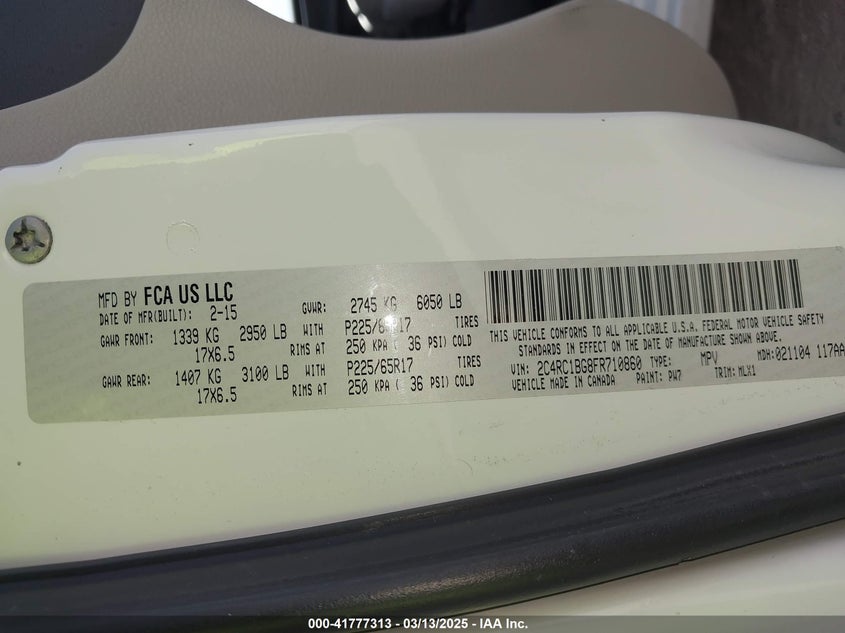 MFD BY FCA US LLC
DATE OF MFR(BUILT): 2-15 GVWR: 2745 KG 6050 LB
GAWR FRONT: 1339 KG 2950 LB WITH P225/65R17 TIRES
17X6.5 RIMS AT 250 KPA ( 36 PSI) COLD
GAWR REAR: 1407 KG 3100 LB WITH P225/65R17 TIRES
17X6.5 RIMS AT 250 KPA ( 36 PSI) COLD
THIS VEHICLE CONFORMS TO ALL APPLICABLE U.S.A. FEDERAL MOTOR VEHICLE SAFETY
STANDARDS IN EFFECT ON THE DATE OF MANUFACTURE SHOWN ABOVE.
VIN: 2C4RC1BG8FR710860 TYPE: MPV MDH:021104 117AA
VEHICLE MADE IN CANADA PAINT: PW7 TRIM: MLX1
000-41777313 - 03/13/2025 - IAA Inc.